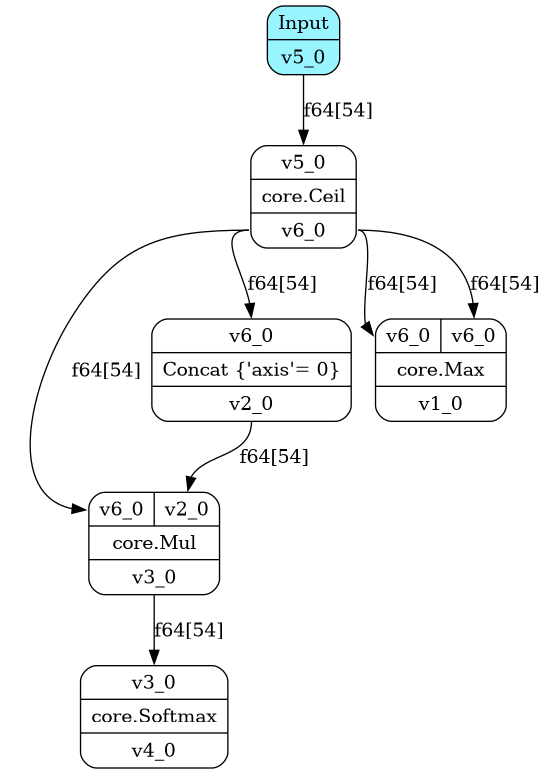 Input
v5_0
f64[54]
v5_0
core.Ceil
v6_0
f64[54]
f64[54]
f64[54]
f64[54]
v6_0
Concat {'axis'= 0}
v2_0
v6_0 v6_0
core.Max
v1_0
f64[54]
v6_0 v2_0
core.Mul
v3_0
f64[54]
v3_0
core.Softmax
v4_0